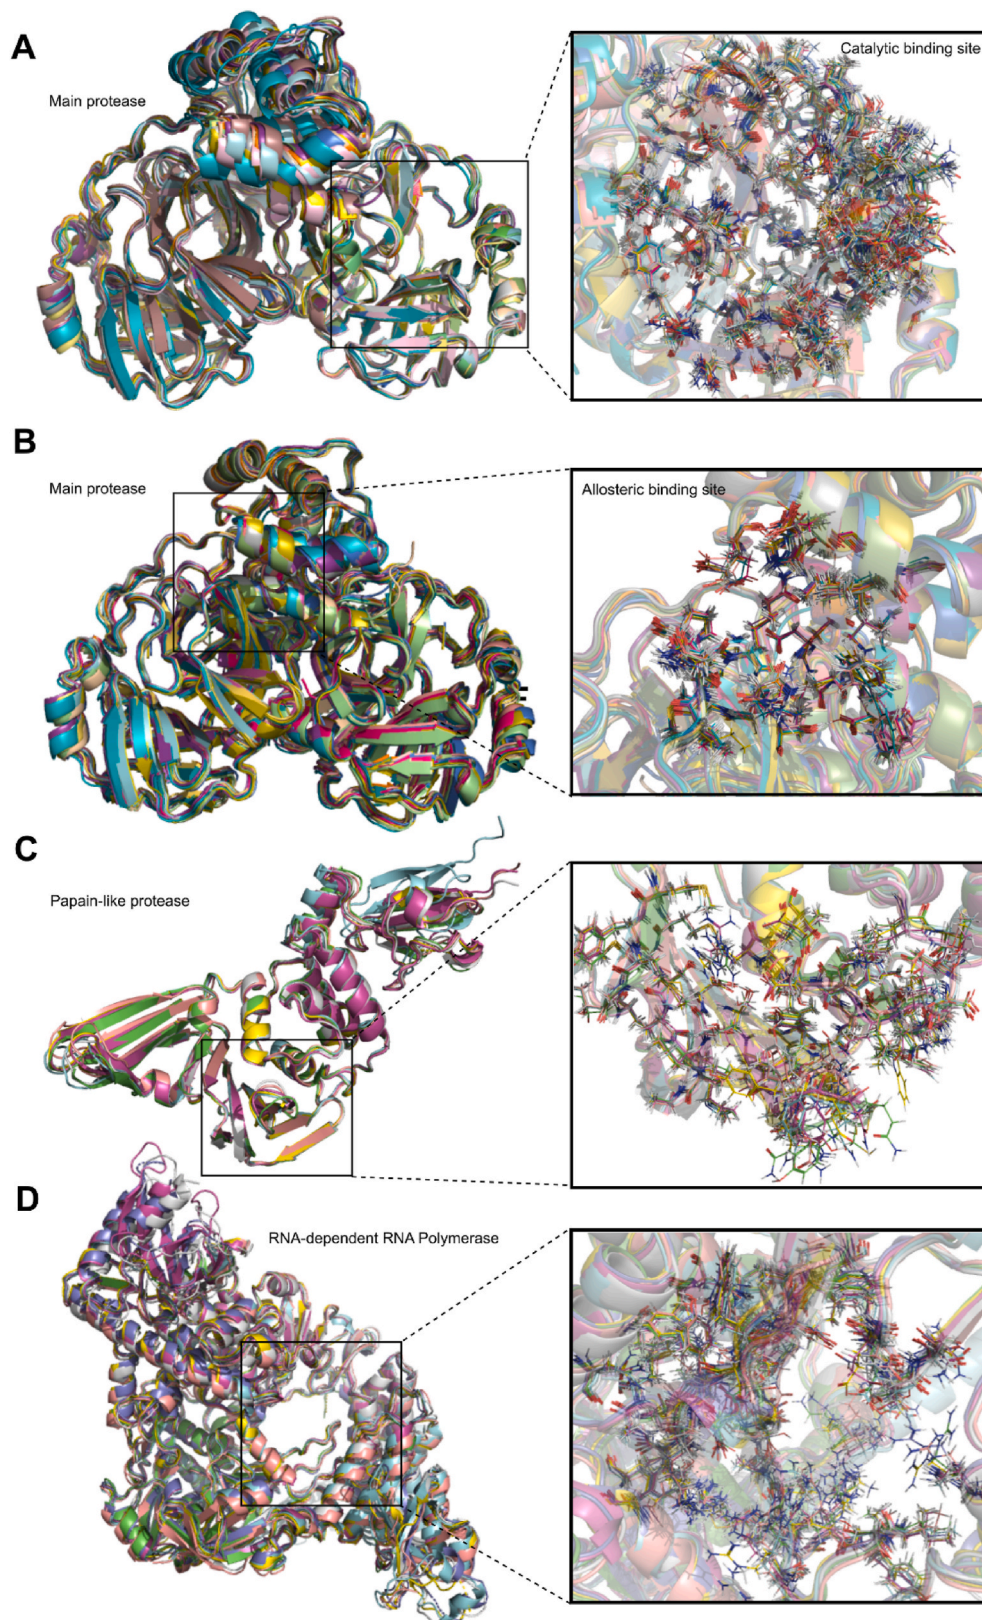 A
Main protease
Catalytic binding site
B
Main protease
Allosteric binding site
C
Papain-like protease
D
RNA-dependent RNA Polymerase